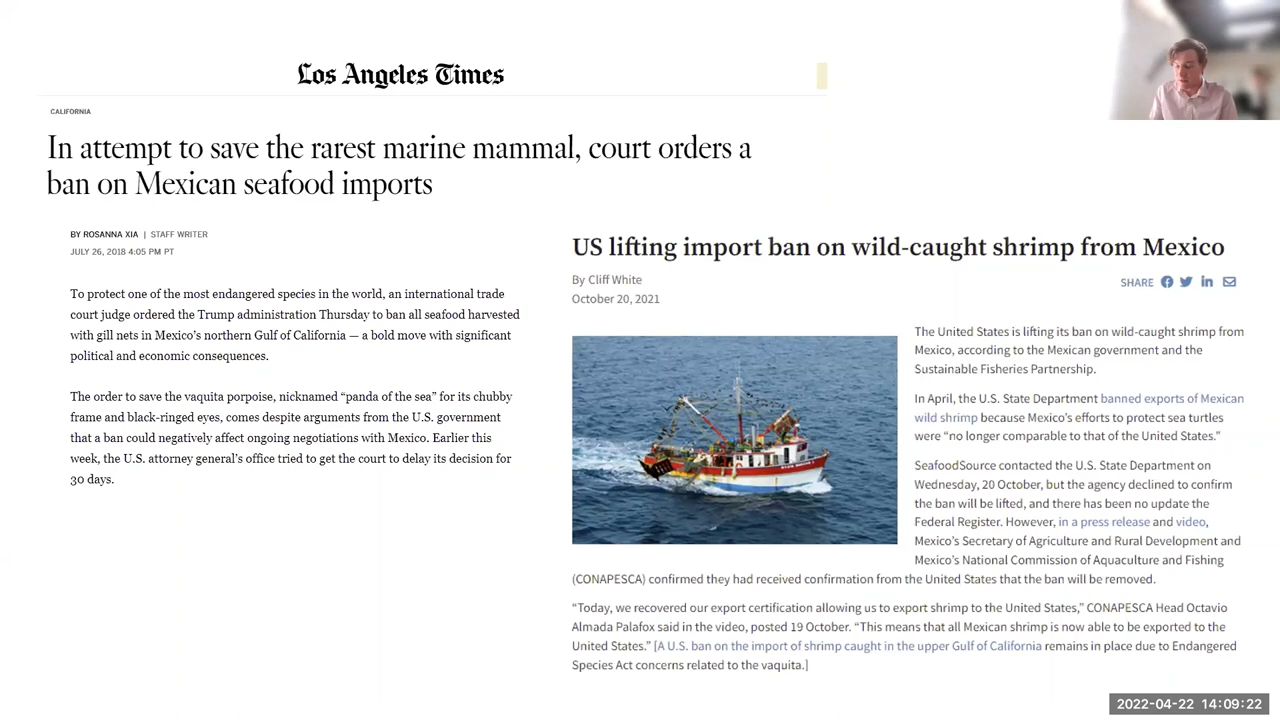 Los Angeles Times
CALIFORNIA
In attempt to save the rarest marine mammal, court orders a
ban on Mexican seafood imports
BY ROSANNA XIA | STAFF WRITER
JULY 26, 2018 4:05 PM PT
To protect one of the most endangered species in the world, an international trade
court judge ordered the Trump administration Thursday to ban all seafood harvested
with gill nets in Mexico's northern Gulf of California — a bold move with significant
political and economic consequences.
The order to save the vaquita porpoise, nicknamed “panda of the sea” for its chubby
frame and black-ringed eyes, comes despite arguments from the U.S. government
that a ban could negatively affect ongoing negotiations with Mexico. Earlier this
week, the U.S. attorney general's office tried to get the court to delay its decision for
30 days.
US lifting import ban on wild-caught shrimp from Mexico
By Cliff White
October 20, 2021
SHARE
The United States is lifting its ban on wild-caught shrimp from
Mexico, according to the Mexican government and the
Sustainable Fisheries Partnership.
In April, the U.S. State Department banned exports of Mexican
wild shrimp because Mexico's efforts to protect sea turtles
were “no longer comparable to that of the United States.”
SeafoodSource contacted the U.S. State Department on
Wednesday, 20 October, but the agency declined to confirm
the ban will be lifted, and there has been no update the
Federal Register. However, in a press release and video,
Mexico's Secretary of Agriculture and Rural Development and
Mexico's National Commission of Aquaculture and Fishing
(CONAPESCA) confirmed they had received confirmation from the United States that the ban will be removed.
“Today, we recovered our export certification allowing us to export shrimp to the United States,” CONAPESCA Head Octavio
Almada Palafox said in the video, posted 19 October. “This means that all Mexican shrimp is now able to be exported to the
United States.” [A U.S. ban on the import of shrimp caught in the upper Gulf of California remains in place due to Endangered
Species Act concerns related to the vaquita.]
2022-04-22 14:09:22